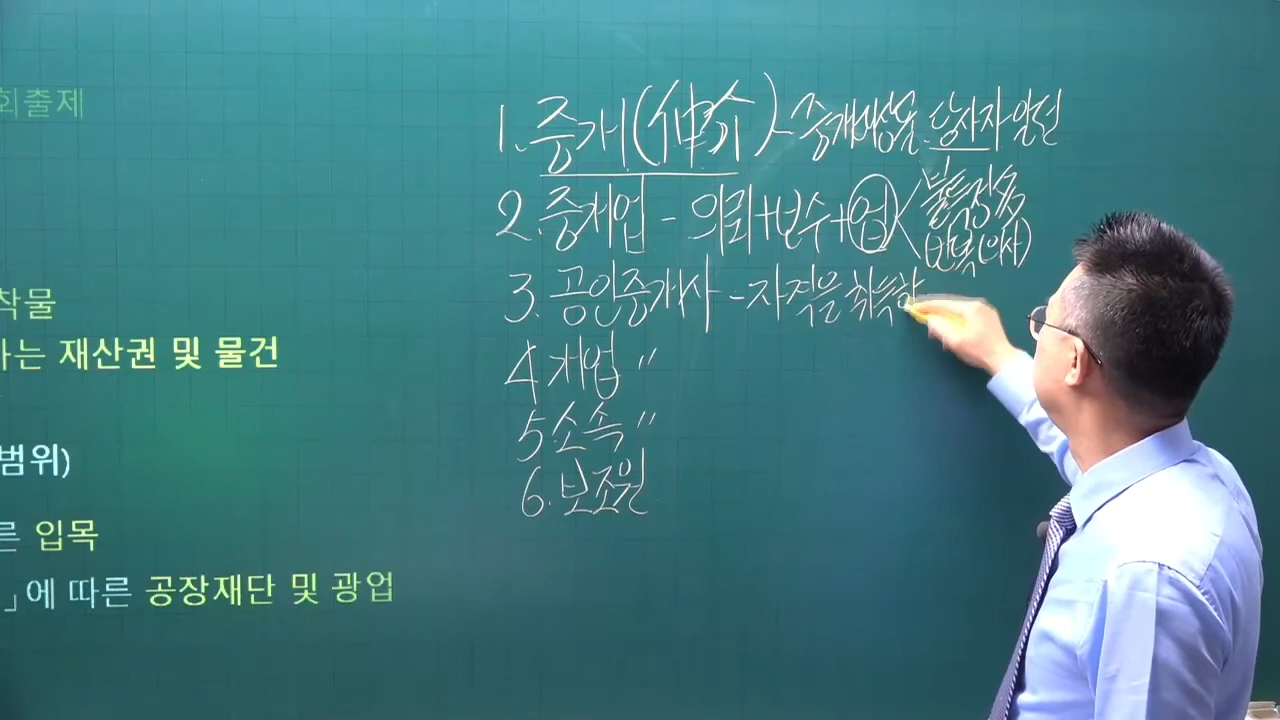 회출제
착물
하는 재산권 및 물건
범위)
른 입목
」에 따른 공장재단 및 광업
1. 중개(仲介) - 중개대상물. 당사자 알선
2. 중개업 - 의뢰+보수+업<불특정多
반복(의사)
3. 공인중개사 - 자격을 취득한
4. 개업 〃
5. 소속 〃
6. 보조원